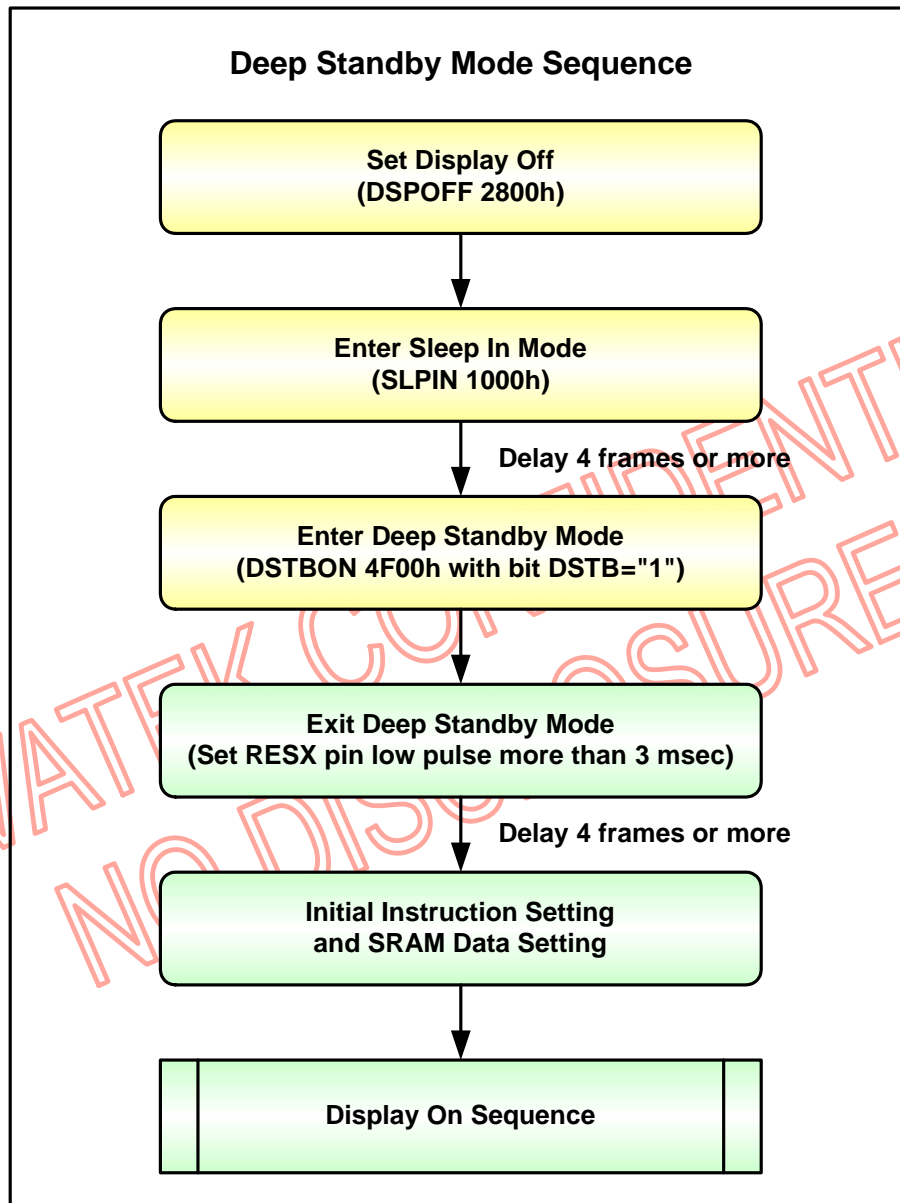 Deep Standby Mode Sequence
Set Display Off
(DSPOFF 2800h)
Enter Sleep In Mode
(SLPIN 1000h)
Delay 4 frames or more
Enter Deep Standby Mode
(DSTBON 4F00h with bit DSTB="1")
Exit Deep Standby Mode
(Set RESX pin low pulse more than 3 msec)
Delay 4 frames or more
Initial Instruction Setting
and SRAM Data Setting
Display On Sequence
NO DISCLOSURE